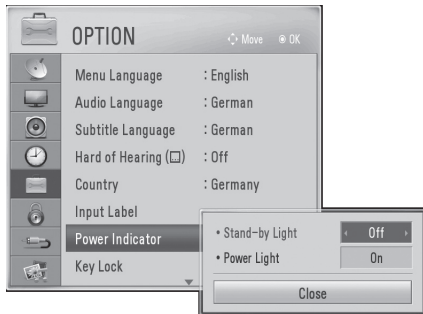 OPTION
Move OK
Menu Language : English
Audio Language : German
Subtitle Language : German
Hard of Hearing ( ) : Off
Country : Germany
Input Label
Power Indicator
Key Lock
• Stand-by Light Off
• Power Light On
Close